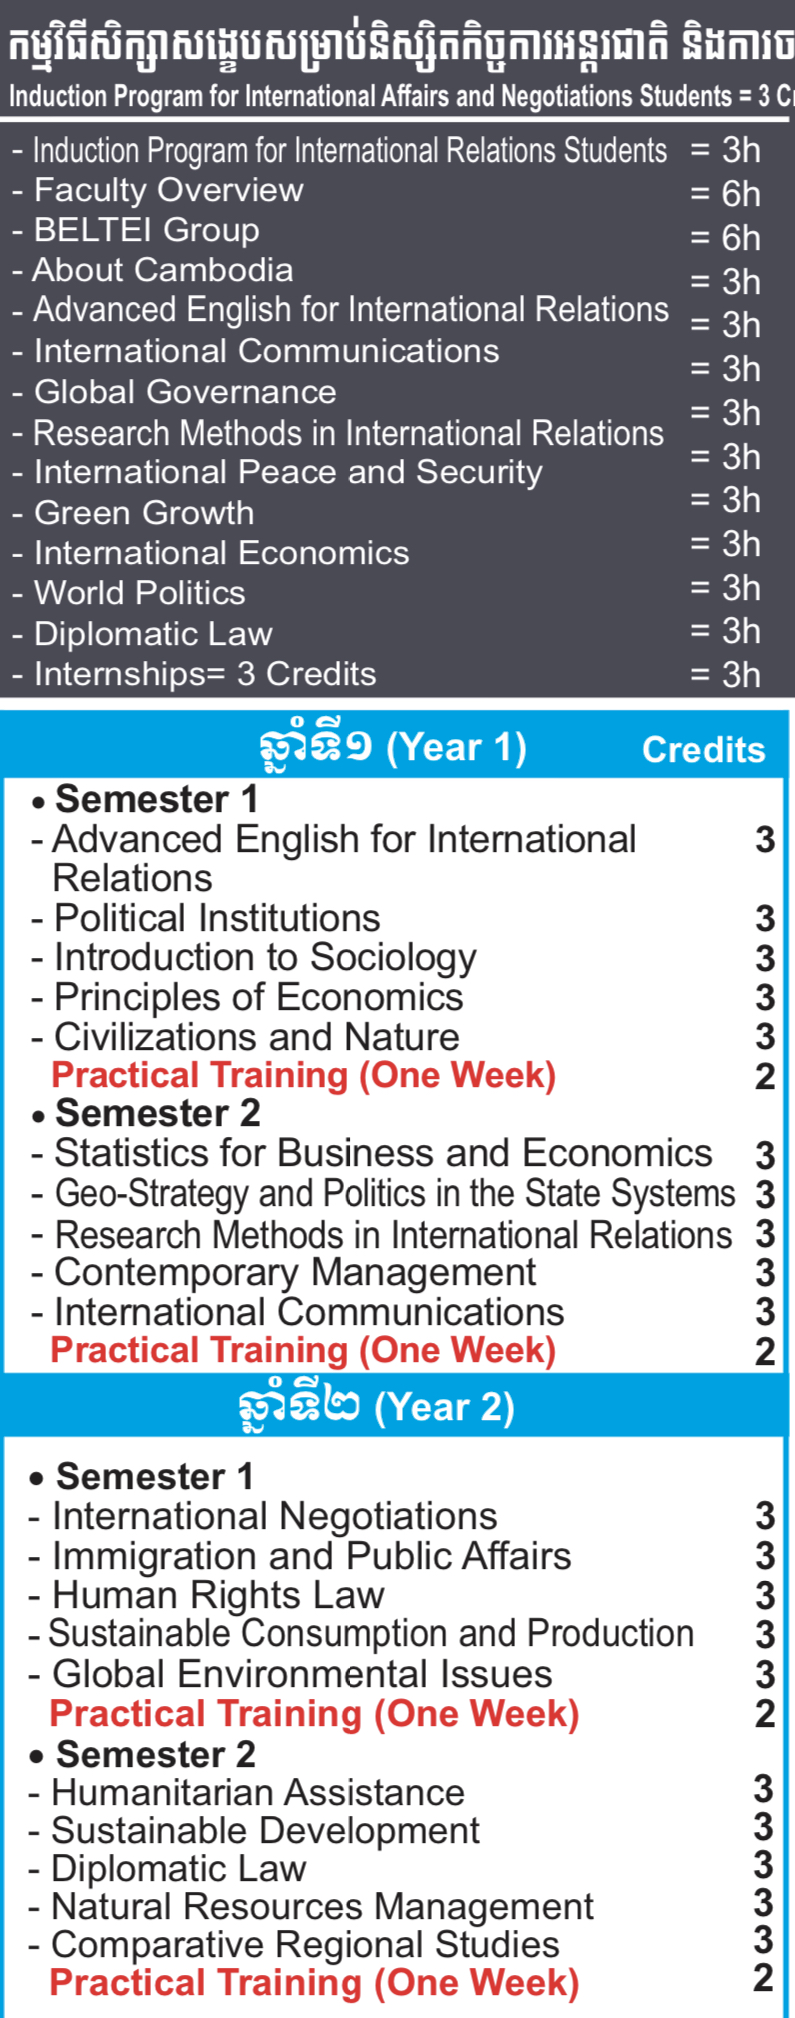 កម្មវិធីសិក្សាសង្ខេបសម្រាប់និស្សិតកិច្ចការអន្តរជាតិ និងការច
Induction Program for International Affairs and Negotiations Students = 3 Cr
- Induction Program for International Relations Students = 3h
- Faculty Overview = 6h
- BELTEI Group = 6h
- About Cambodia = 3h
- Advanced English for International Relations = 3h
- International Communications = 3h
- Global Governance = 3h
- Research Methods in International Relations = 3h
- International Peace and Security = 3h
- Green Growth = 3h
- International Economics = 3h
- World Politics = 3h
- Diplomatic Law = 3h
- Internships= 3 Credits
ឆ្នាំទី១ (Year 1) Credits
• Semester 1
- Advanced English for International 3
Relations
- Political Institutions 3
- Introduction to Sociology 3
- Principles of Economics 3
- Civilizations and Nature 3
Practical Training (One Week) 2
• Semester 2
- Statistics for Business and Economics 3
- Geo-Strategy and Politics in the State Systems 3
- Research Methods in International Relations 3
- Contemporary Management 3
- International Communications 3
Practical Training (One Week) 2
ឆ្នាំទី២ (Year 2)
• Semester 1
- International Negotiations 3
- Immigration and Public Affairs 3
- Human Rights Law 3
- Sustainable Consumption and Production 3
- Global Environmental Issues 3
Practical Training (One Week) 2
• Semester 2
- Humanitarian Assistance 3
- Sustainable Development 3
- Diplomatic Law 3
- Natural Resources Management 3
- Comparative Regional Studies 3
Practical Training (One Week) 2